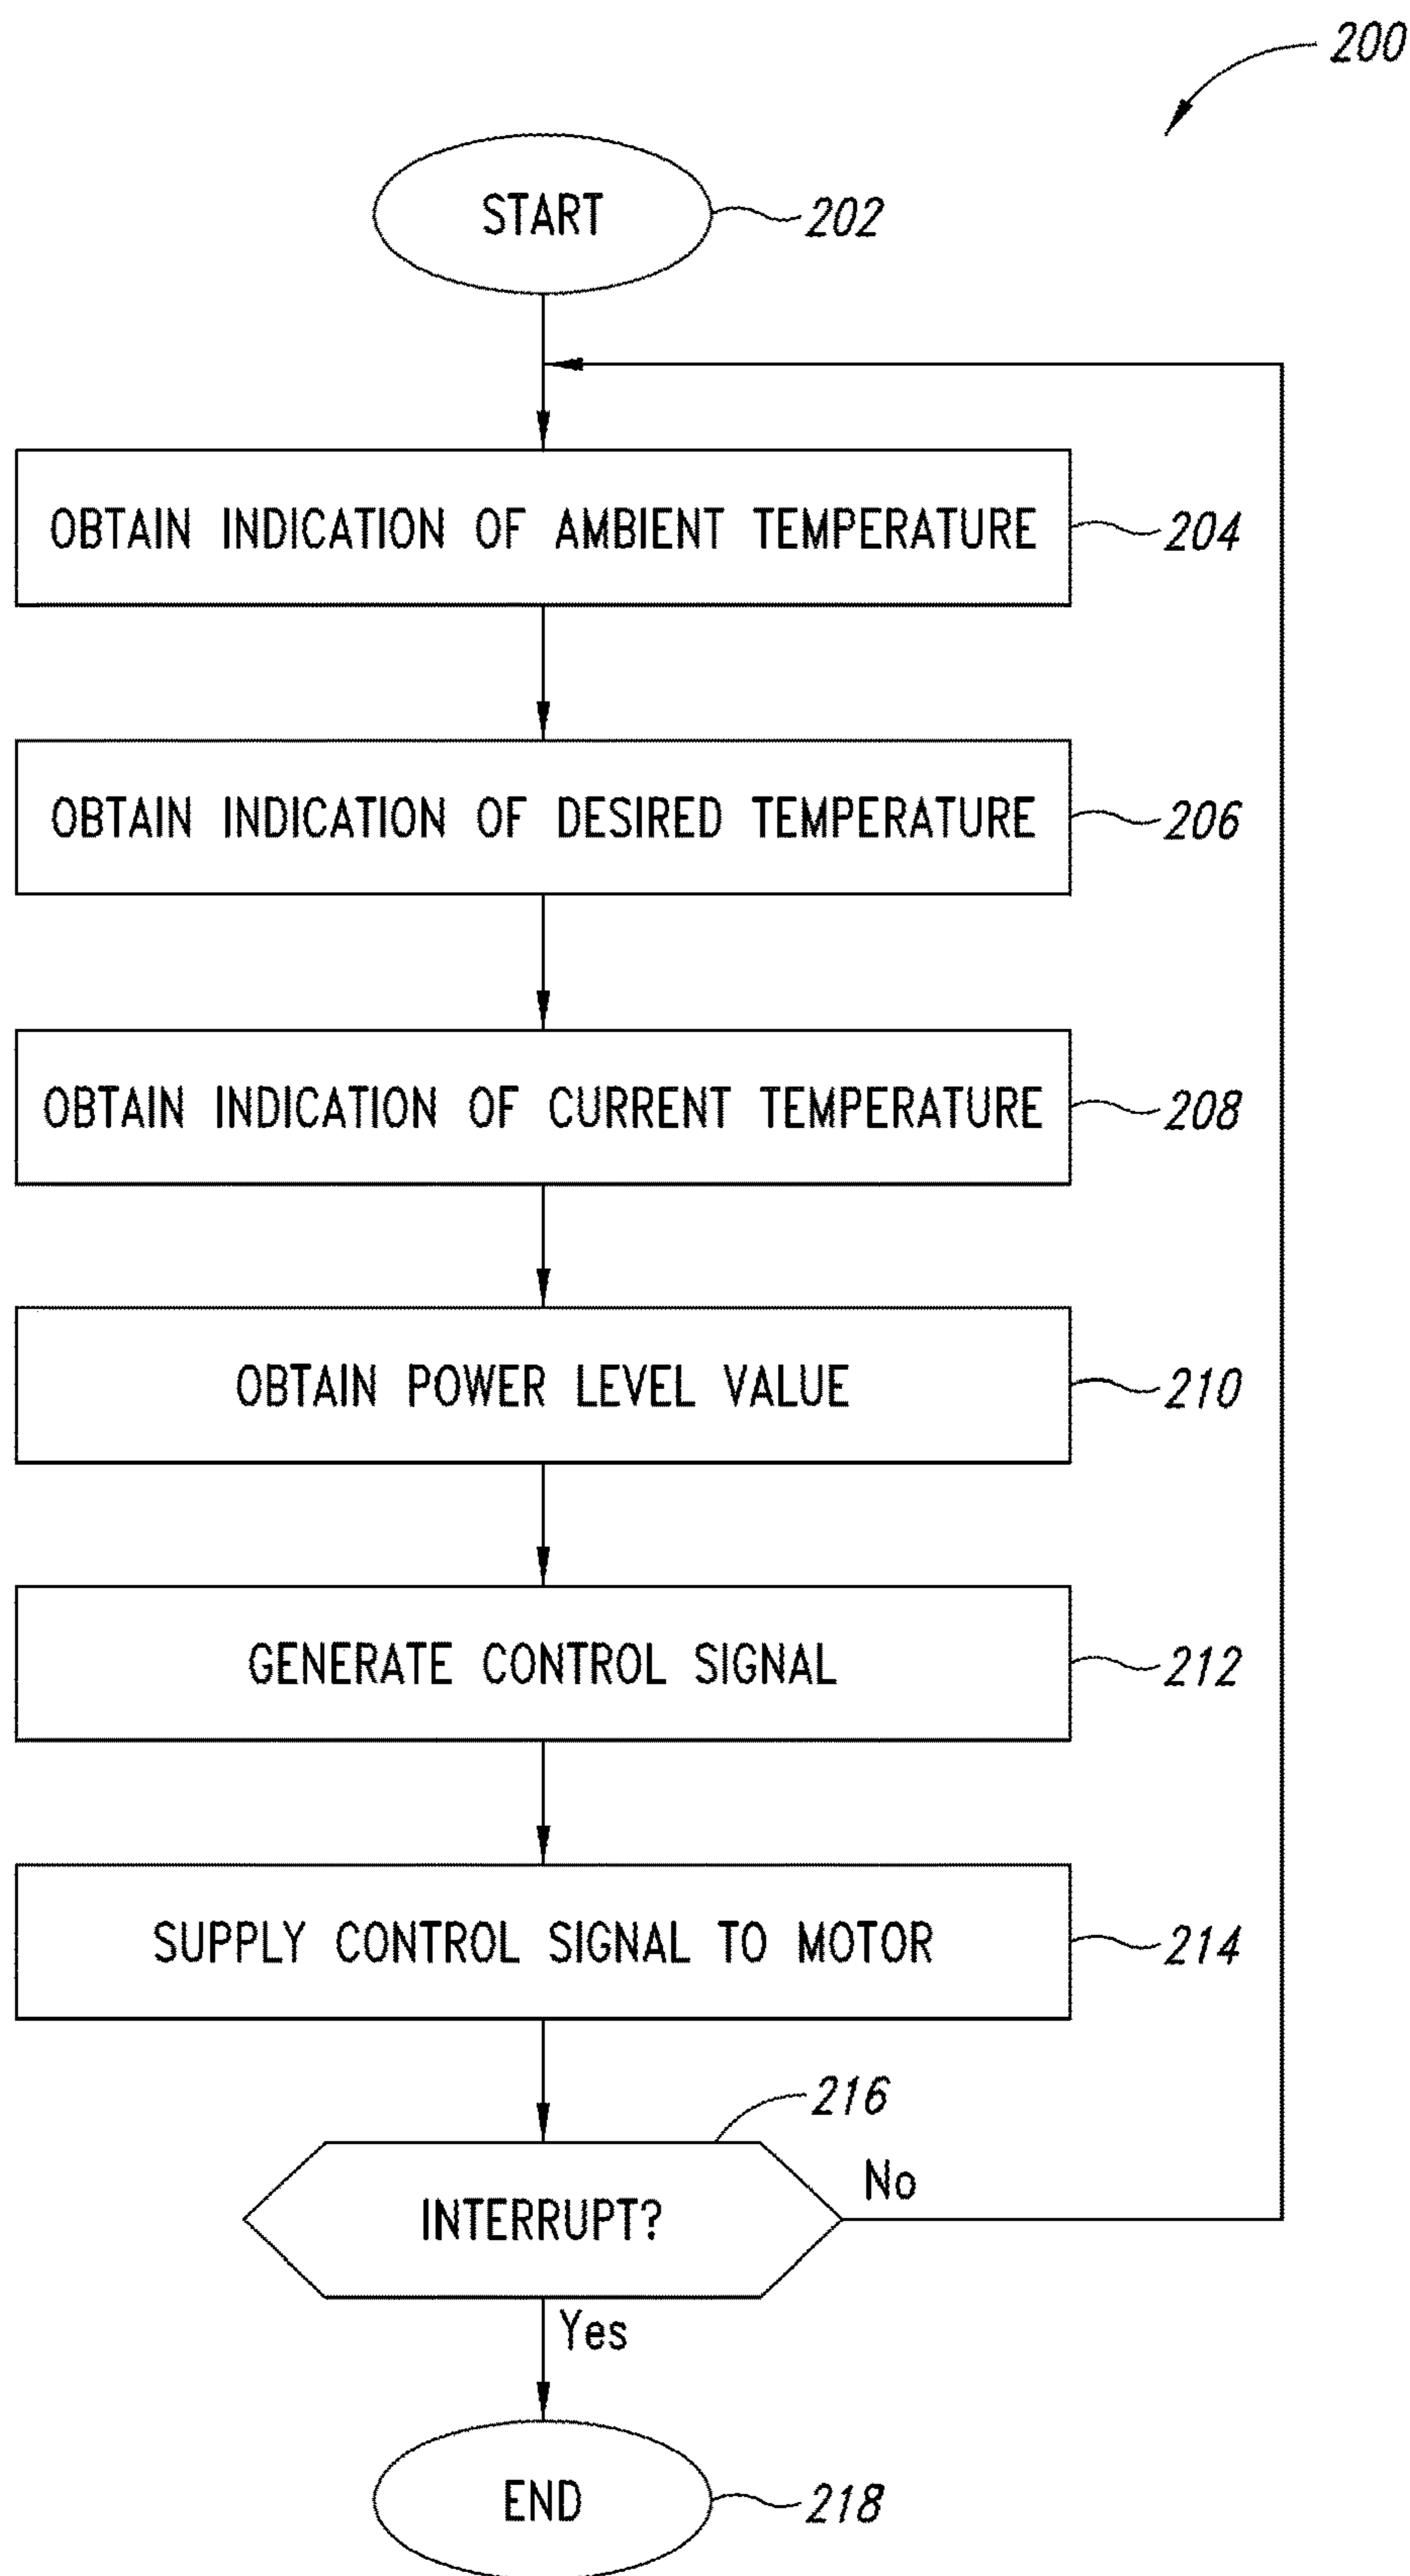 200
START
202
OBTAIN INDICATION OF AMBIENT TEMPERATURE
204
OBTAIN INDICATION OF DESIRED TEMPERATURE
206
OBTAIN INDICATION OF CURRENT TEMPERATURE
208
OBTAIN POWER LEVEL VALUE
210
GENERATE CONTROL SIGNAL
212
SUPPLY CONTROL SIGNAL TO MOTOR
214
216
INTERRUPT?
No
Yes
END
218